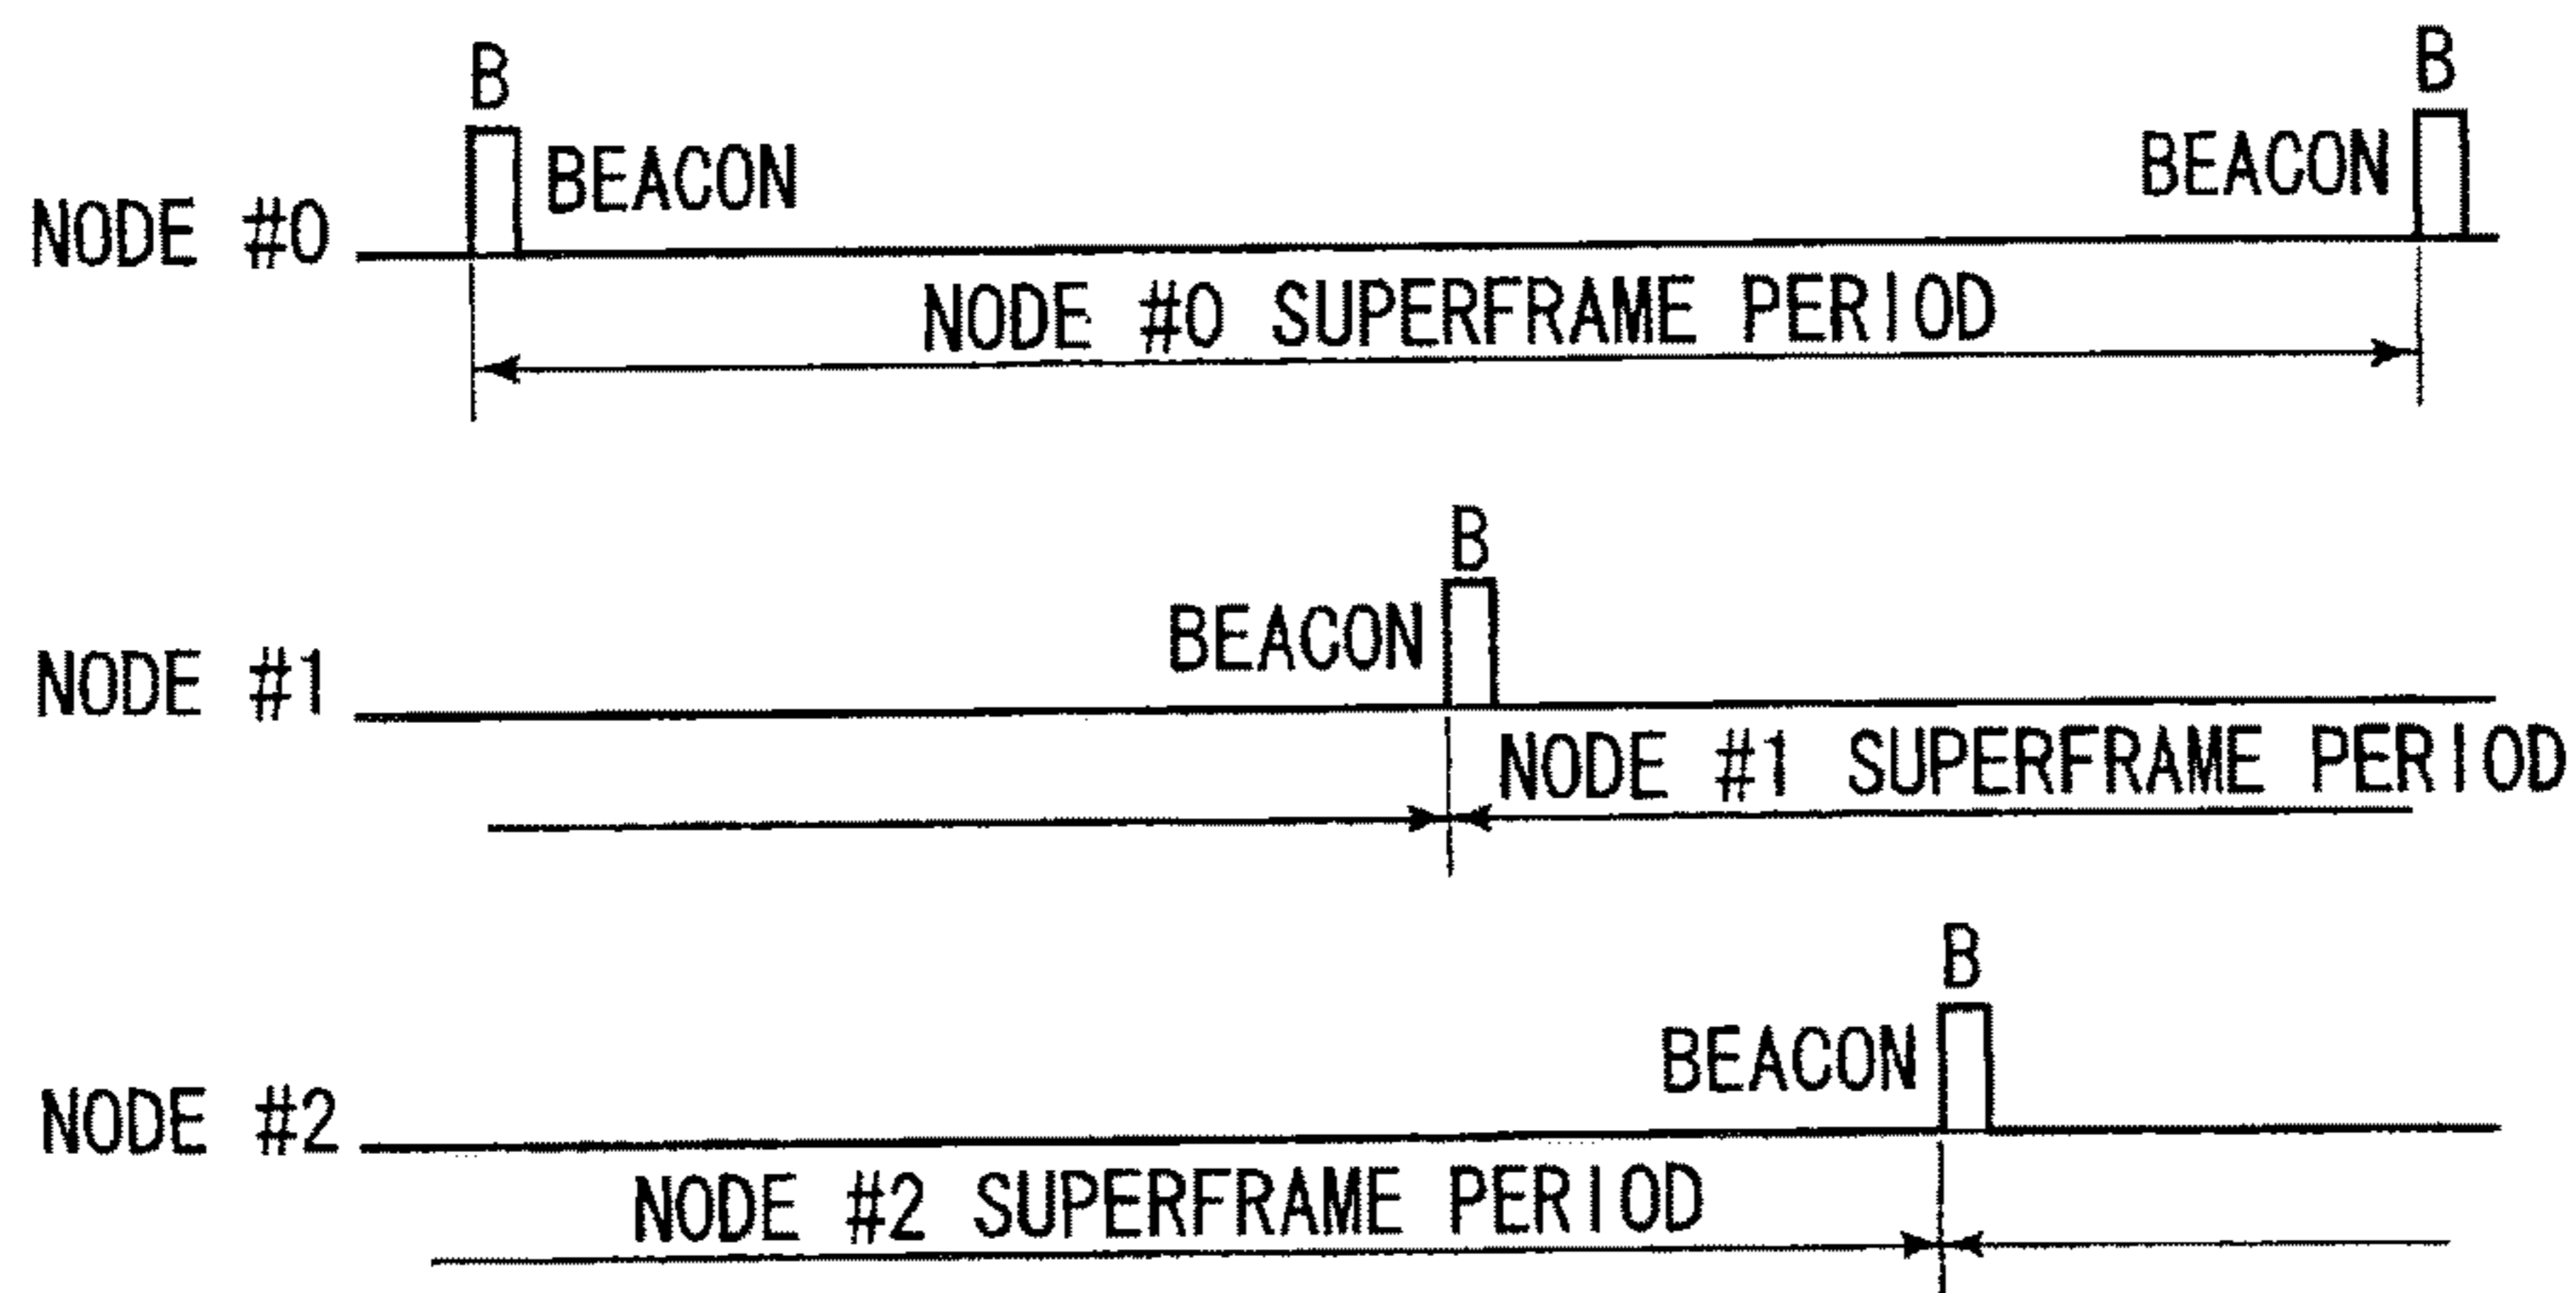 B
B
BEACON
BEACON
NODE #0
NODE #0 SUPERFRAME PERIOD
B
BEACON
NODE #1
NODE #1 SUPERFRAME PERIOD
B
BEACON
NODE #2
NODE #2 SUPERFRAME PERIOD